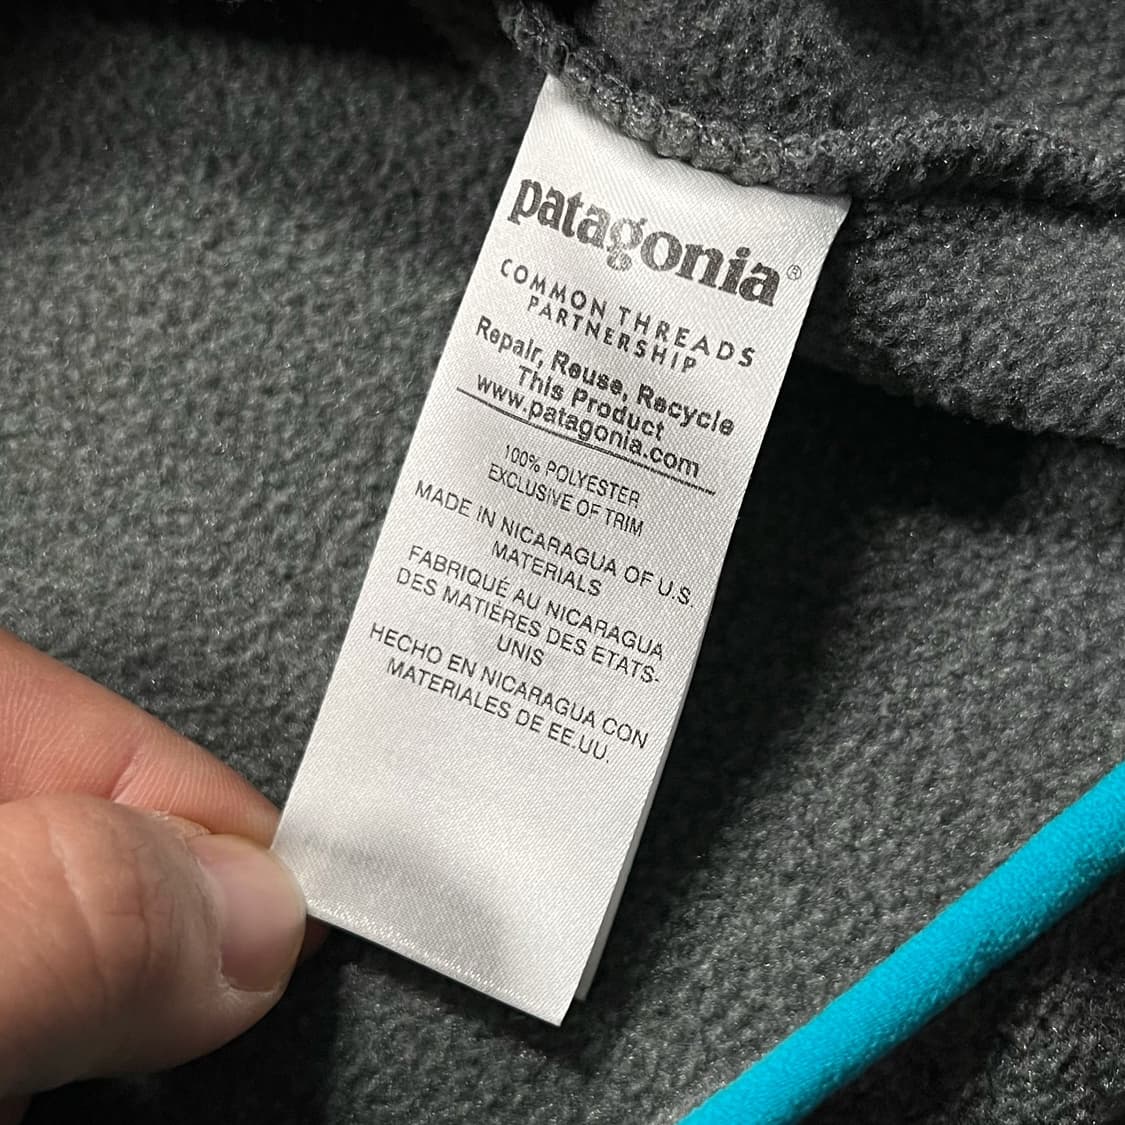 patagonia®
COMMON THREADS
PARTNERSHIP
Repair, Reuse, Recycle
This Product
www.patagonia.com
100% POLYESTER
EXCLUSIVE OF TRIM
MADE IN NICARAGUA OF U.S.
MATERIALS
FABRIQUÉ AU NICARAGUA
DES MATIÈRES DES ETATS-
UNIS
HECHO EN NICARAGUA CON
MATERIALES DE EE.UU.